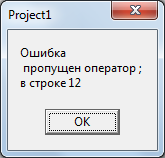 Project1
Ошибка
пропущен оператор ;
в строке 12
OK